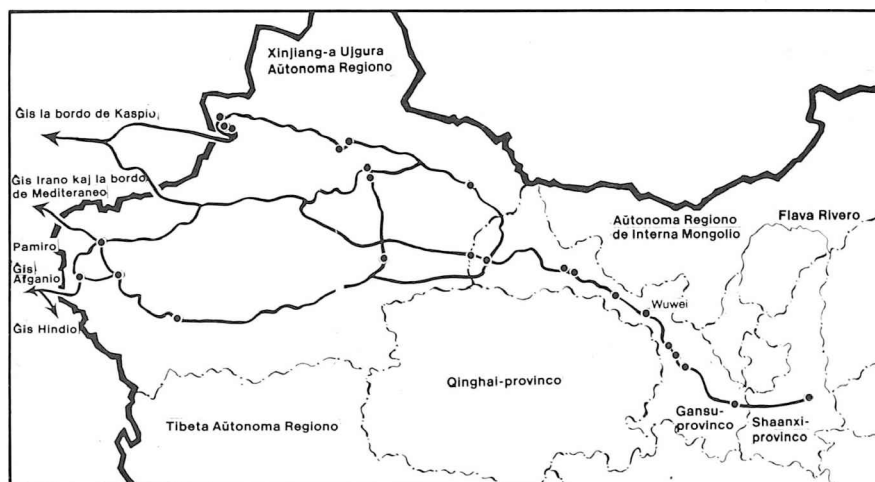 Xinjiang-a Ujgura
Aŭtonoma Regiono
Ĝis la bordo de Kaspio
Ĝis Irano kaj la bordo
de Mediteraneo
Aŭtonoma Regiono
de Interna Mongolio
Flava Rivero
Pamiro
Ĝis
Afganio
Ĝis Hindio
Wuwei
Qinghai-provinco
Tibeta Aŭtonoma Regiono
Gansu-
provinco
Shaanxi-
provinco